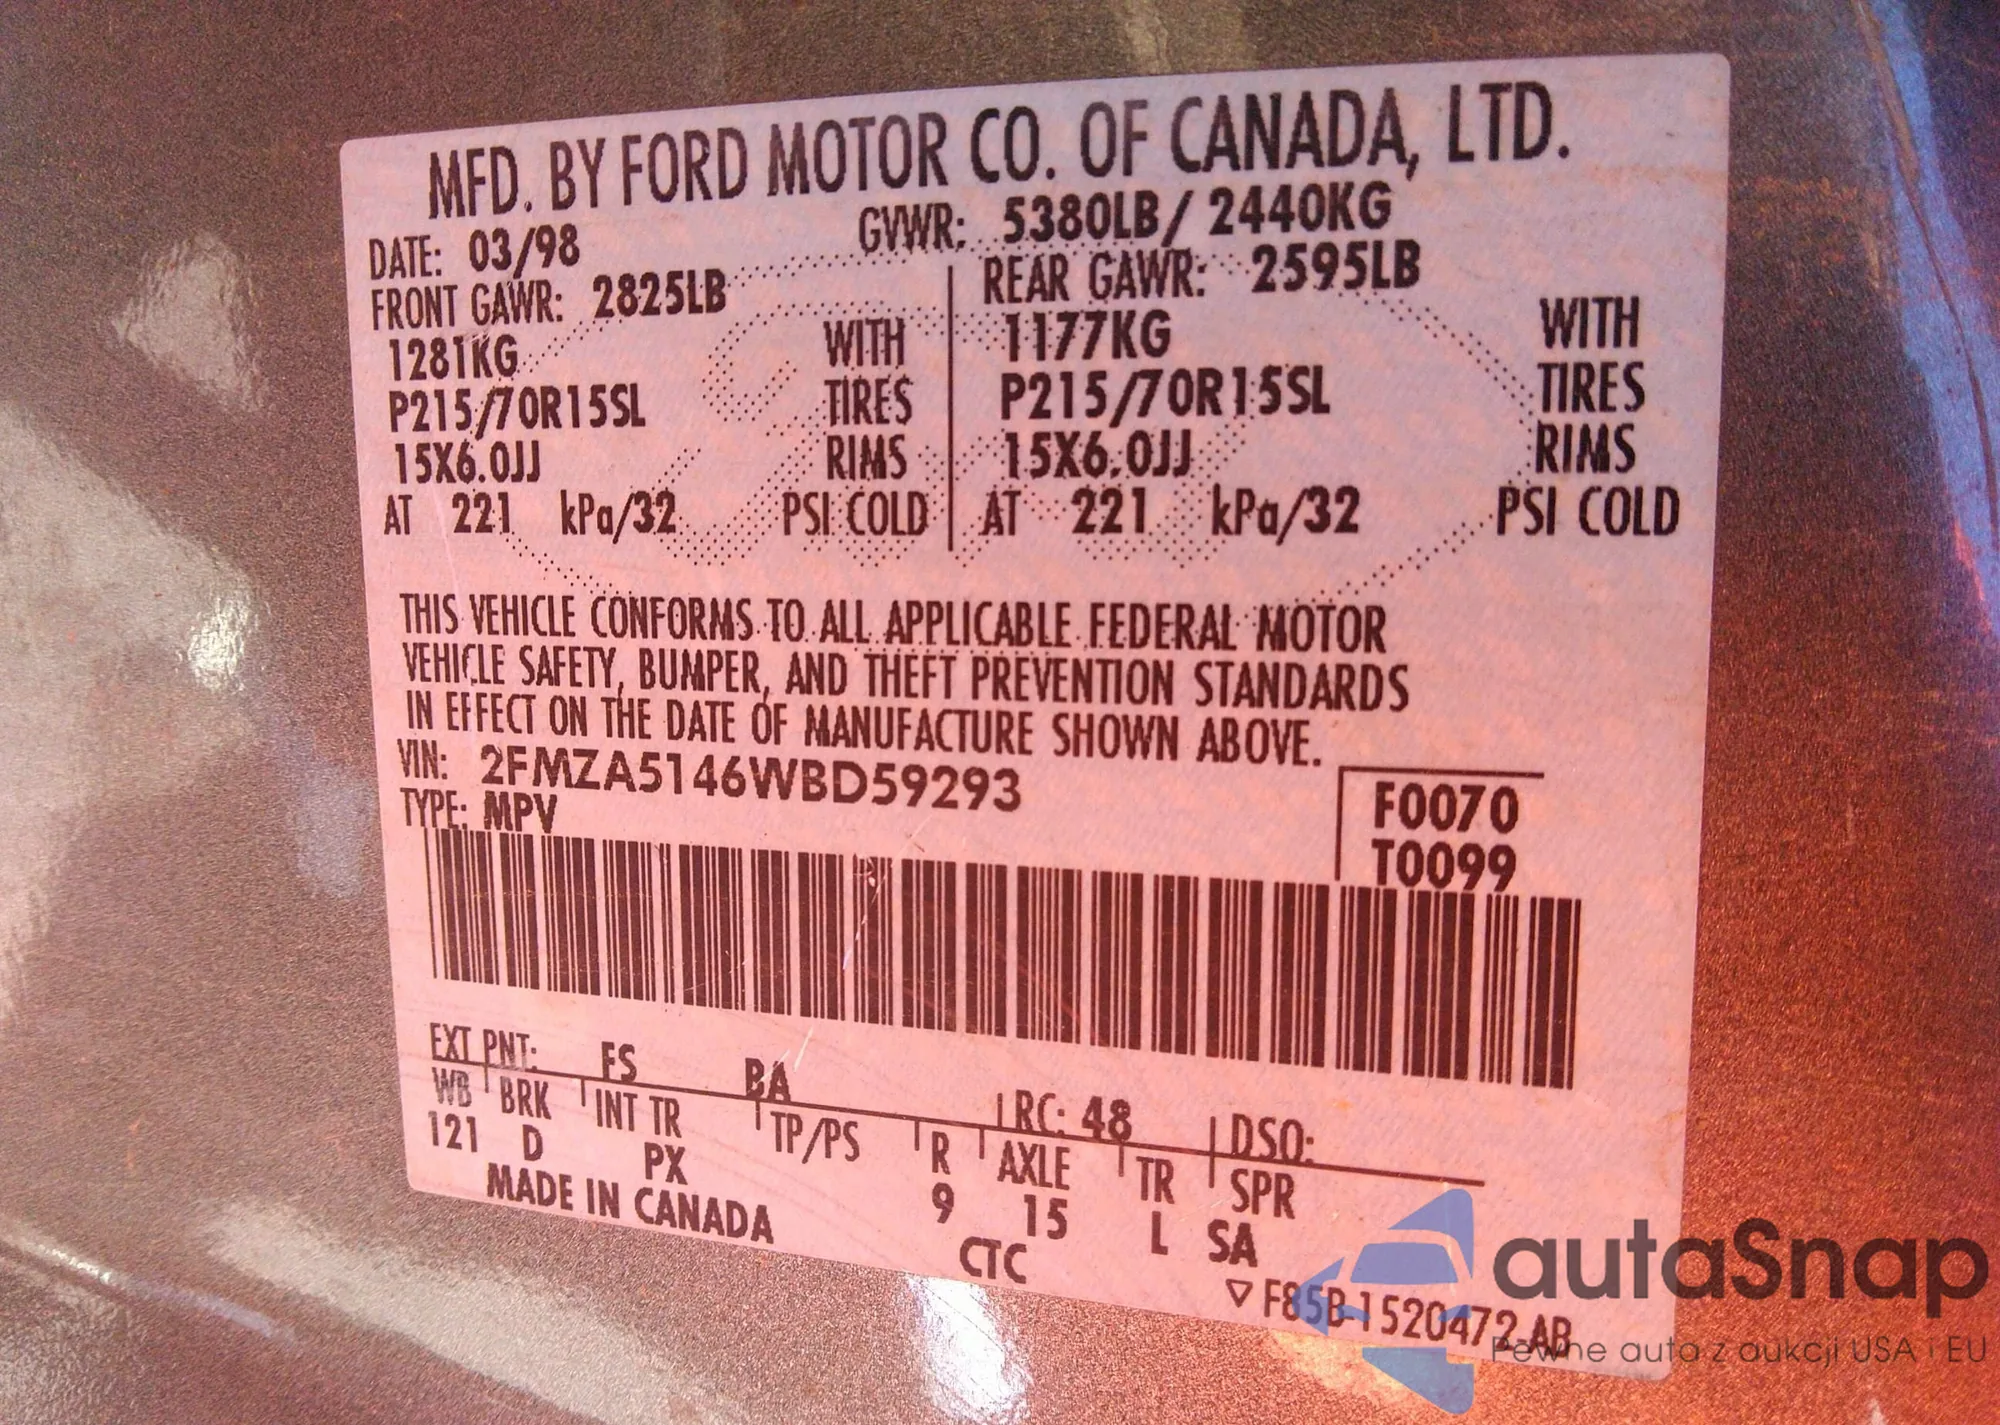 MFD. BY FORD MOTOR CO. OF CANADA, LTD.
DATE: 03/98 GVWR: 5380LB/ 2440KG
FRONT GAWR: 2825LB REAR GAWR: 2595LB
1281KG WITH 1177KG WITH
P215/70R15SL TIRES P215/70R15SL TIRES
15X6.0JJ RIMS 15X6.0JJ RIMS
AT 221 kPa/32 PSI COLD AT 221 kPa/32 PSI COLD
THIS VEHICLE CONFORMS TO ALL APPLICABLE FEDERAL MOTOR
VEHICLE SAFETY, BUMPER, AND THEFT PREVENTION STANDARDS
IN EFFECT ON THE DATE OF MANUFACTURE SHOWN ABOVE.
VIN: 2FMZA5146WBD59293
TYPE: MPV
F0070
T0099
EXT PNT: FS BA RC: 48 DSO:
WB BRK INT TR TP/PS R AXLE TR SPR
121 D PX 9 15 L SA
MADE IN CANADA CTC
▽ F85B-1520472-AB
autaSnap
Pewne auta z aukcji USA i EU